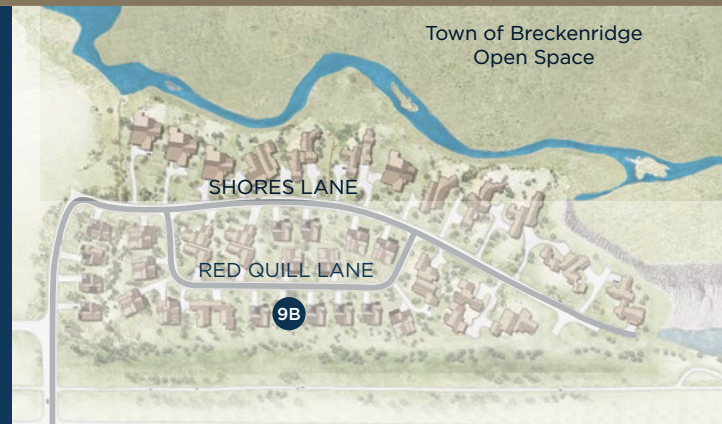 Town of Breckenridge
Open Space
SHORES LANE
RED QUILL LANE
9B